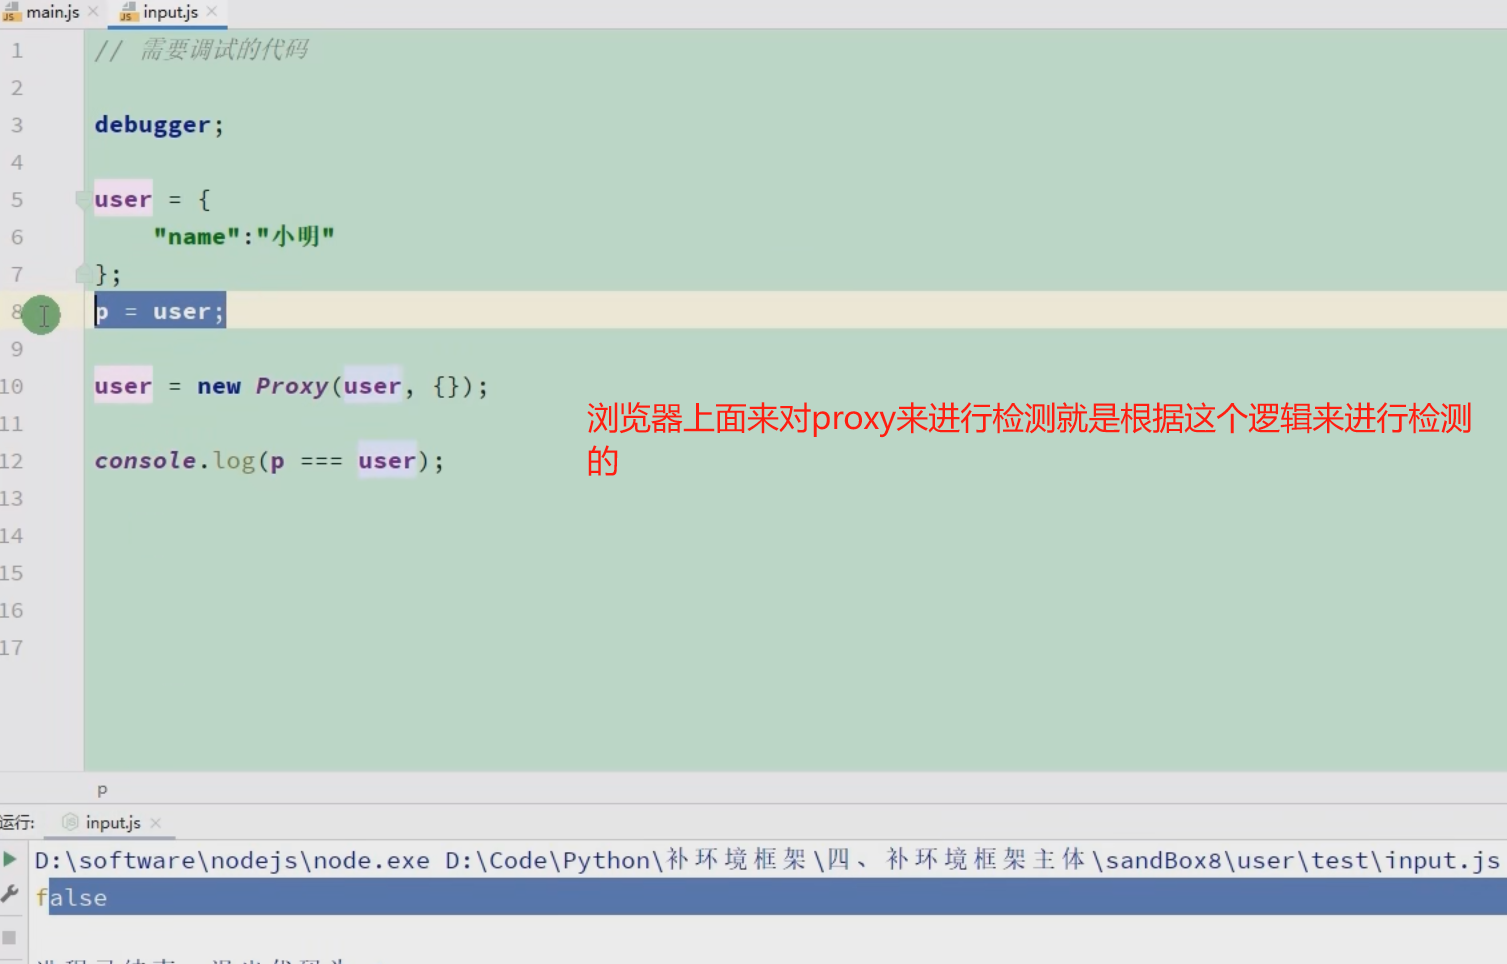 main.js
input.js
1 // 需要调试的代码
2
3 debugger;
4
5 user = {
6 "name":"小明"
7 };
8 p = user;
9
10 user = new Proxy(user, {});
11
浏览器上面来对proxy来进行检测就是根据这个逻辑来进行检测
的
12 console.log(p === user);
13
14
15
16
17
p
运行: input.js
D:\software\nodejs\node.exe D:\Code\Python\补环境框架\四、补环境框架主体\sandBox8\user\test\input.js
false